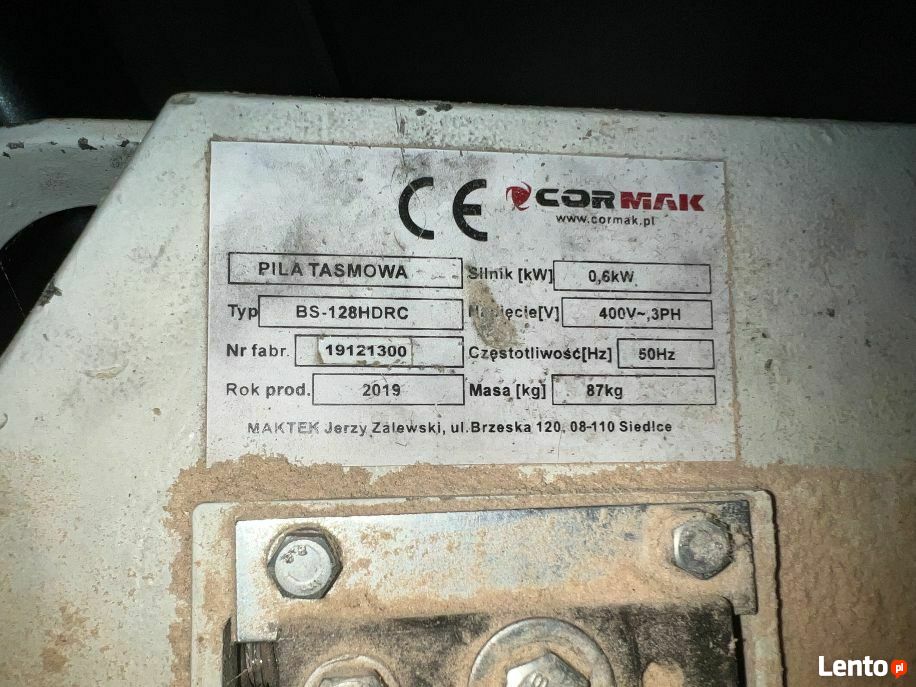 CE CORMAK
www.cormak.pl
PILA TASMOWA Silnik [kW] 0,6kW
Typ BS-128HDRC Napięcie[V] 400V~,3PH
Nr fabr. 19121300 Częstotliwość[Hz] 50Hz
Rok prod. 2019 Masa [kg] 87kg
MAKTEK Jerzy Zalewski, ul.Brzeska 120, 08-110 Siedlce
Lento.pl